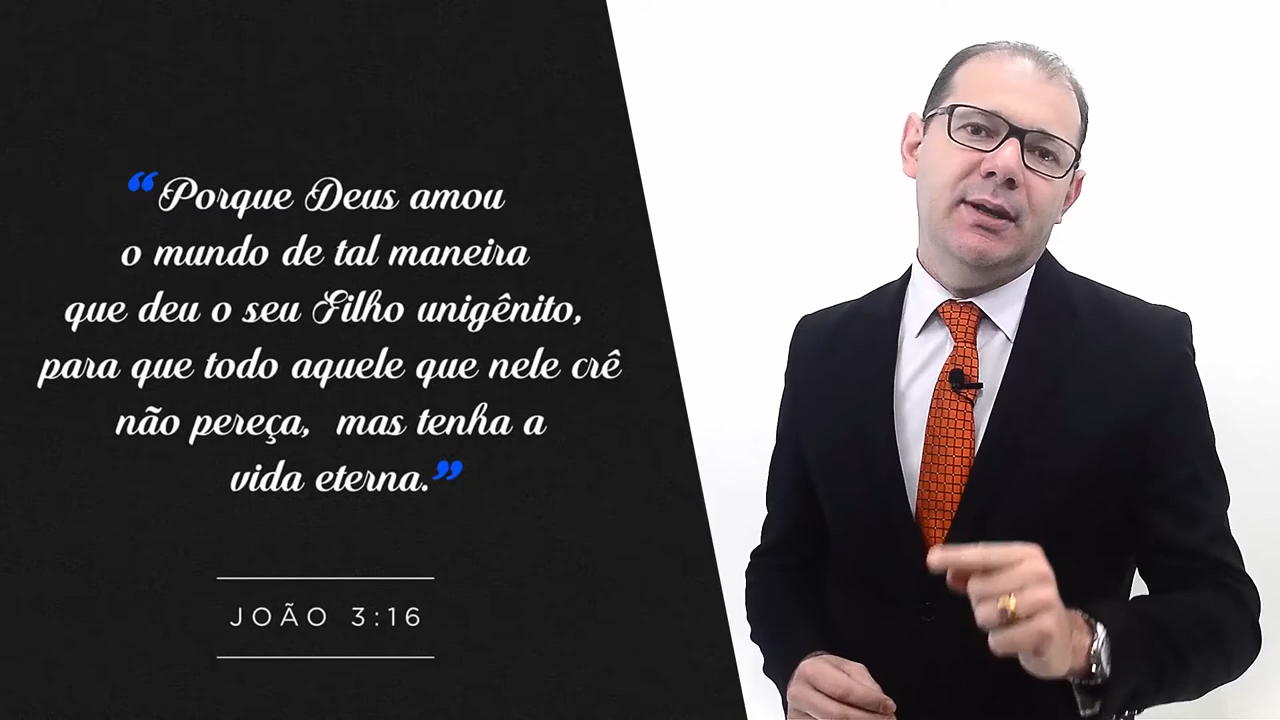 “Porque Deus amou
o mundo de tal maneira
que deu o seu Filho unigênito,
para que todo aquele que nele crê
não pereça, mas tenha a
vida eterna.”
JOÃO 3:16